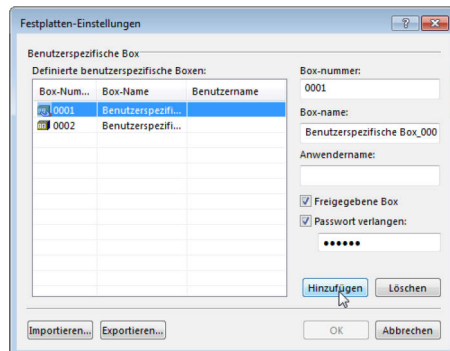 Festplatten-Einstellungen
Benutzerspezifische Box
Definierte benutzerspezifische Boxen:
Box-Num... Box-Name Benutzername
0001 Benutzerspezifi...
0002 Benutzerspezifi...
Box-nummer:
0001
Box-name:
Benutzerspezifische Box_000
Anwendername:
Freigegebene Box
Passwort verlangen:
••••••
Hinzufügen Löschen
Importieren... Exportieren... OK Abbrechen